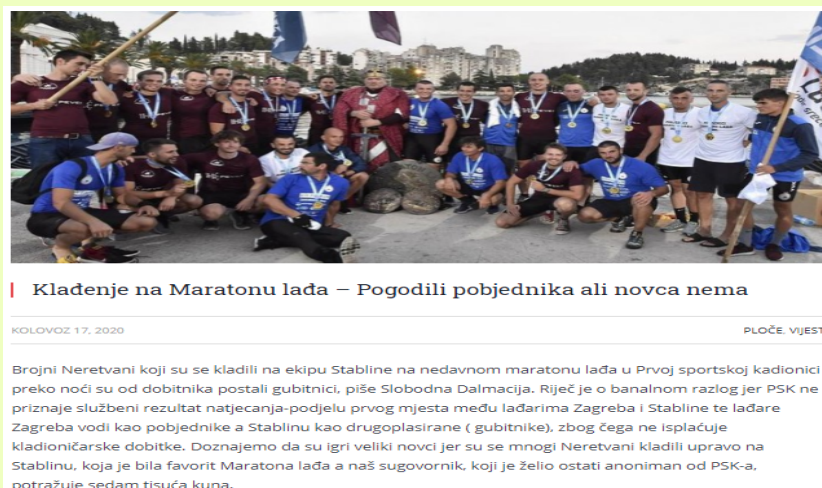 Klađenje na Maratonu lađa – Pogodili pobjednika ali novca nema
KOLOVOZ 17, 2020
PLOČE, VIJEST
Brojni Neretvani koji su se kladili na ekipu Stabline na nedavnom maratonu lađa u Prvoj sportskoj kadionici
preko noći su od dobitnika postali gubitnici, piše Slobodna Dalmacija. Riječ je o banalnom razlog jer PSK ne
priznaje službeni rezultat natjecanja-podjelu prvog mjesta među lađarima Zagreba i Stabline te lađare
Zagreba vodi kao pobjednike a Stablinu kao drugoplasirane ( gubitnike), zbog čega ne isplaćuje
kladioničarske dobitke. Doznajemo da su igri veliki novci jer su se mnogi Neretvani kladili upravo na
Stablinu, koja je bila favorit Maratona lađa a naš sugovornik, koji je želio ostati anoniman od PSK-a,
potražuje sedam tisuća kuna.